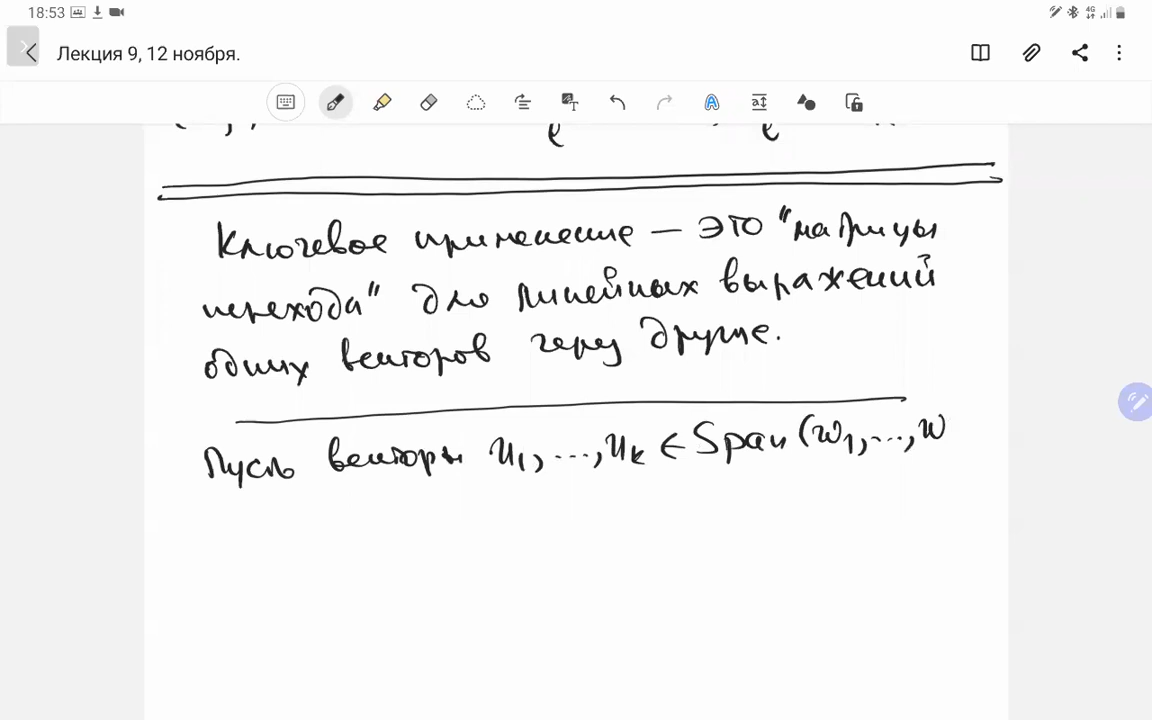 18:53
4G
Лекция 9, 12 ноября.
Ключевое применение — это "матрицы
перехода" для линейных выражений
одних векторов через другие.
Пусть векторы u₁, ..., uₖ ∈ Span (w₁, ..., w